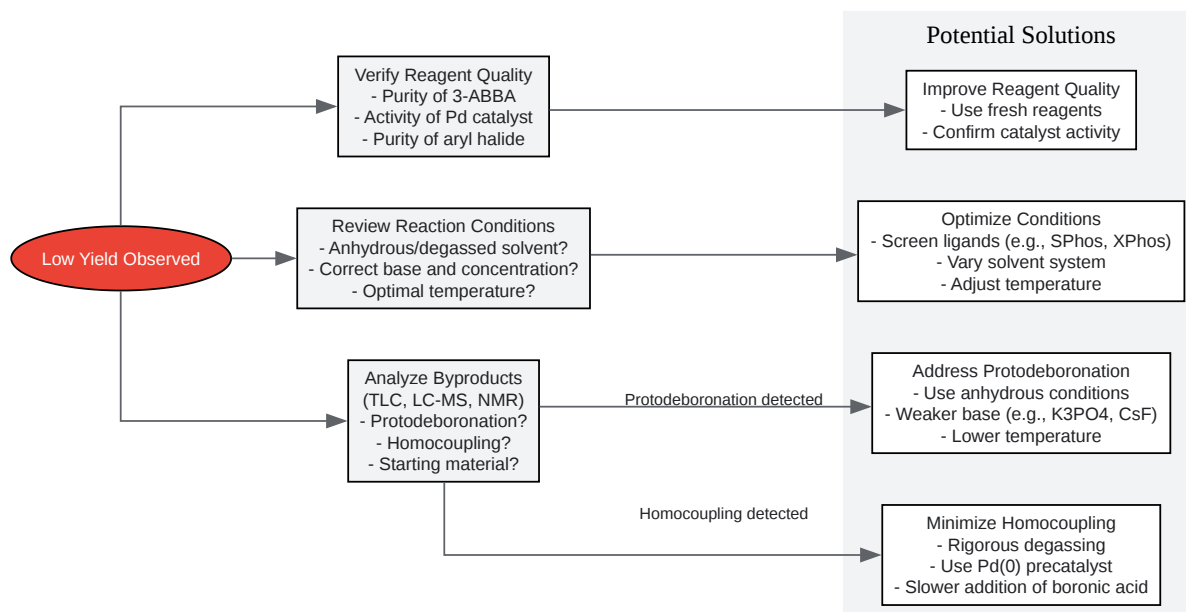 Potential Solutions
Verify Reagent Quality
- Purity of 3-ABBA
- Activity of Pd catalyst
- Purity of aryl halide
Improve Reagent Quality
- Use fresh reagents
- Confirm catalyst activity
Low Yield Observed
Review Reaction Conditions
- Anhydrous/degassed solvent?
- Correct base and concentration?
- Optimal temperature?
Optimize Conditions
- Screen ligands (e.g., SPhos, XPhos)
- Vary solvent system
- Adjust temperature
Analyze Byproducts
(TLC, LC-MS, NMR)
- Protodeboronation?
- Homocoupling?
- Starting material?
Protodeboronation detected
Address Protodeboronation
- Use anhydrous conditions
- Weaker base (e.g., K3PO4, CsF)
- Lower temperature
Homocoupling detected
Minimize Homocoupling
- Rigorous degassing
- Use Pd(0) precatalyst
- Slower addition of boronic acid